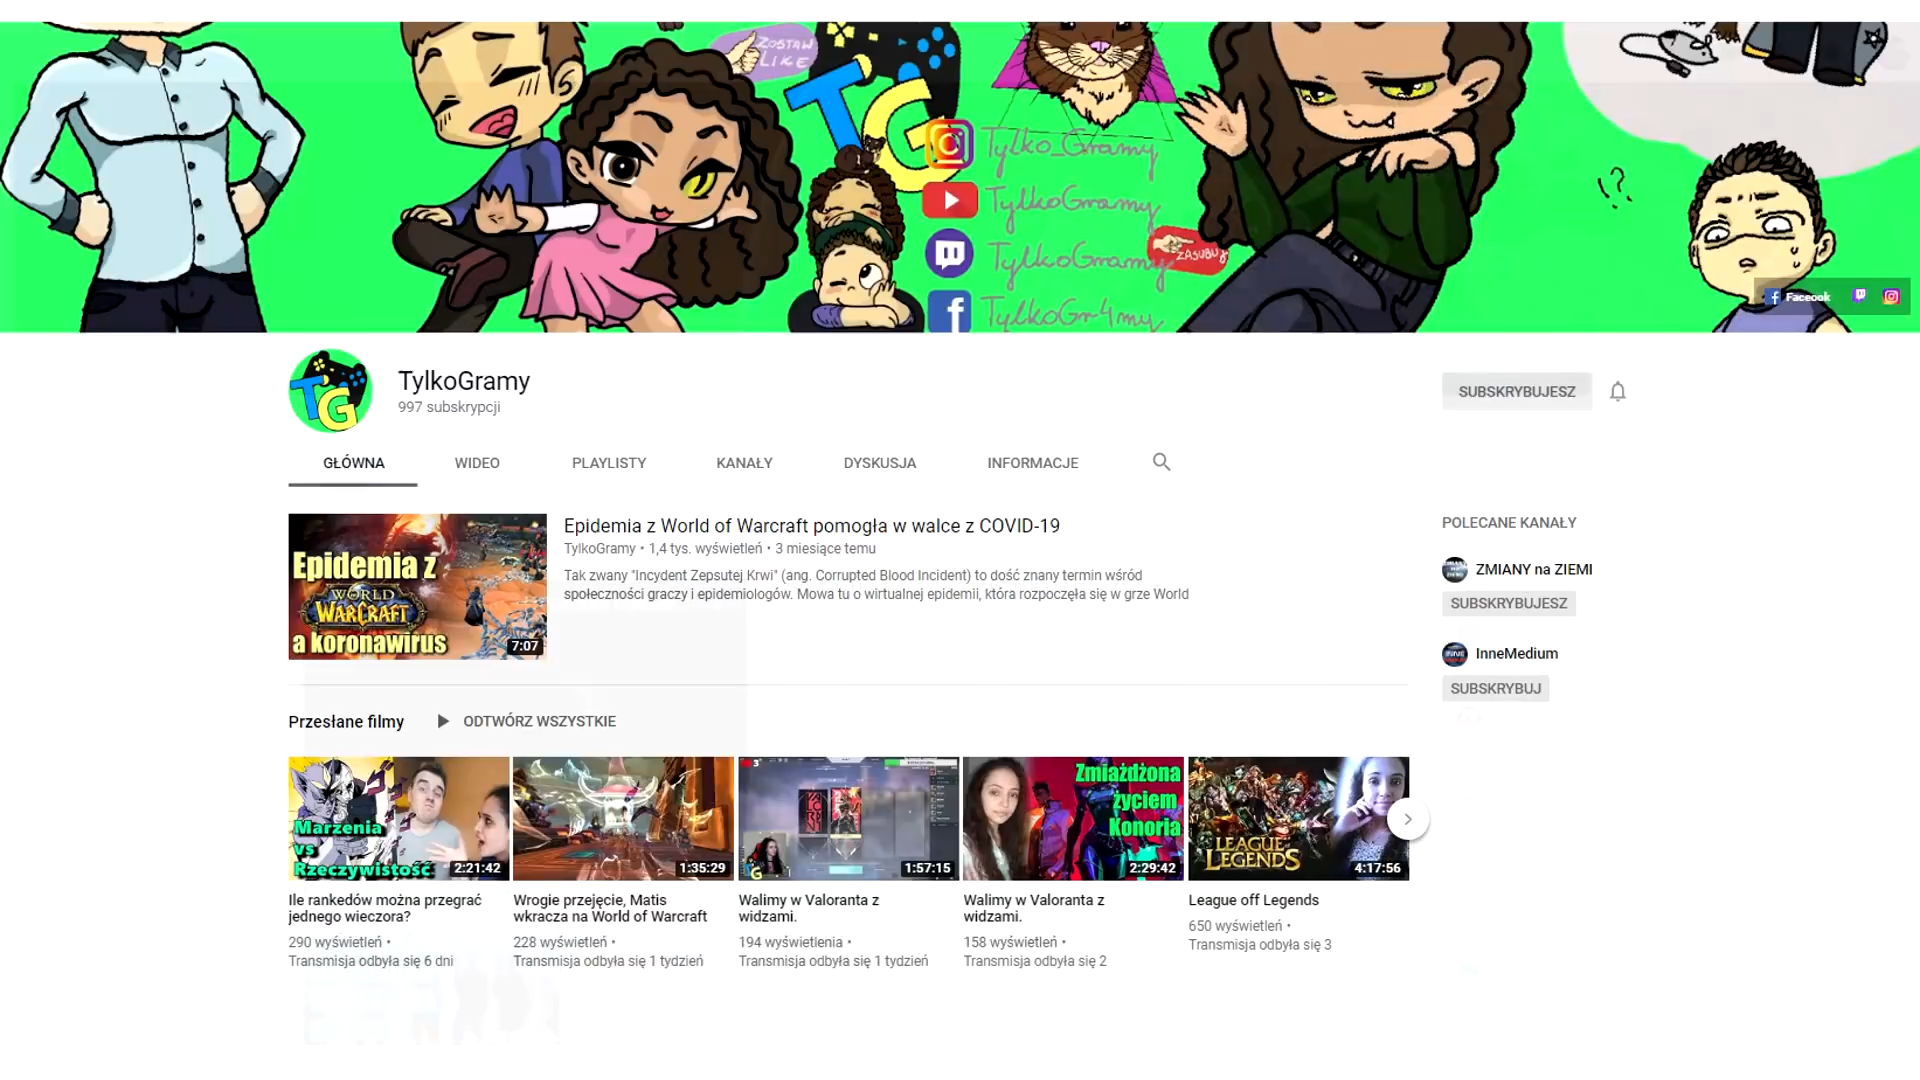 ZOSTAW
LIKE
TG
Tylko_Gramy
TylkoGramy
TylkoGramy
ZASUBUJ
TylkoGr4my
Faceook
TG
TylkoGramy
997 subskrypcji
SUBSKRYBUJESZ
GŁÓWNA
WIDEO
PLAYLISTY
KANAŁY
DYSKUSJA
INFORMACJE
Epidemia z
WORLD
OF
WARCRAFT
a koronawirus
7:07
Epidemia z World of Warcraft pomogła w walce z COVID-19
TylkoGramy • 1,4 tys. wyświetleń • 3 miesiące temu
Tak zwany "Incydent Zepsutej Krwi" (ang. Corrupted Blood Incident) to dość znany termin wśród
społeczności graczy i epidemiologów. Mowa tu o wirtualnej epidemii, która rozpoczęła się w grze World
POLECANE KANAŁY
ZMIANY na ZIEMI
SUBSKRYBUJESZ
InneMedium
SUBSKRYBUJ
Przesłane filmy
ODTWÓRZ WSZYSTKIE
Marzenia
vs
Rzeczywistość
2:21:42
1:35:29
TG
1:57:15
Zmiażdżona
życiem
Konoria
2:29:42
LEAGUE
OF
LEGENDS
4:17:56
Ile rankedów można przegrać
jednego wieczora?
290 wyświetleń •
Transmisja odbyła się 6 dni
Wrogie przejęcie, Matis
wkracza na World of Warcraft
228 wyświetleń •
Transmisja odbyła się 1 tydzień
Walimy w Valoranta z
widzami.
194 wyświetlenia •
Transmisja odbyła się 1 tydzień
Walimy w Valoranta z
widzami.
158 wyświetleń •
Transmisja odbyła się 2
League off Legends
650 wyświetleń •
Transmisja odbyła się 3